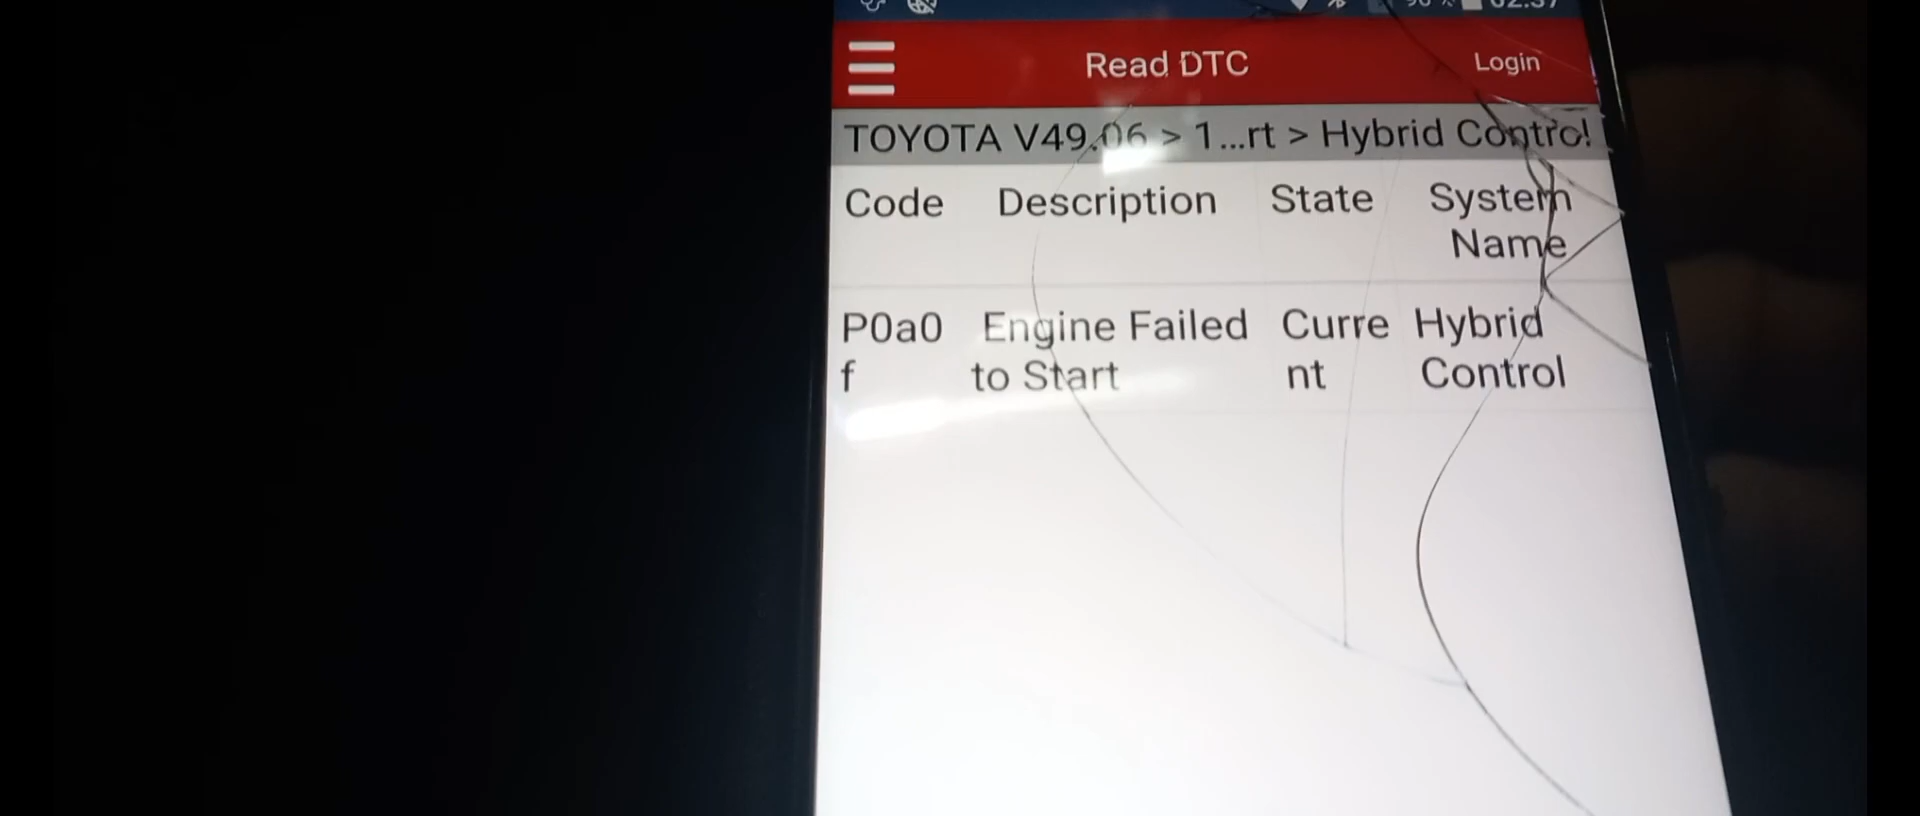 Read DTC Login
TOYOTA V49.06 > 1...rt > Hybrid Control
Code Description State System
Name
P0a0 Engine Failed Curre Hybrid
f to Start nt Control